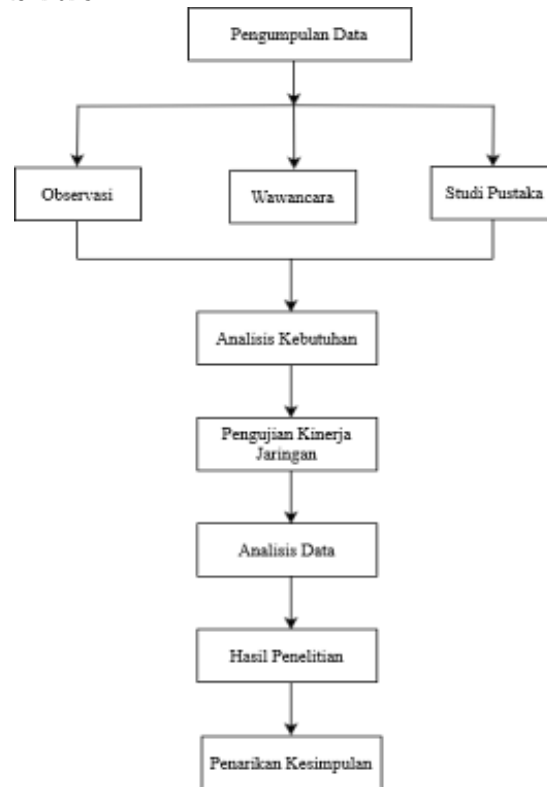 Pengumpulan Data
Observasi
Wawancara
Studi Pustaka
Analisis Kebutuhan
Pengujian Kinerja
Jaringan
Analisis Data
Hasil Penelitian
Penarikan Kesimpulan